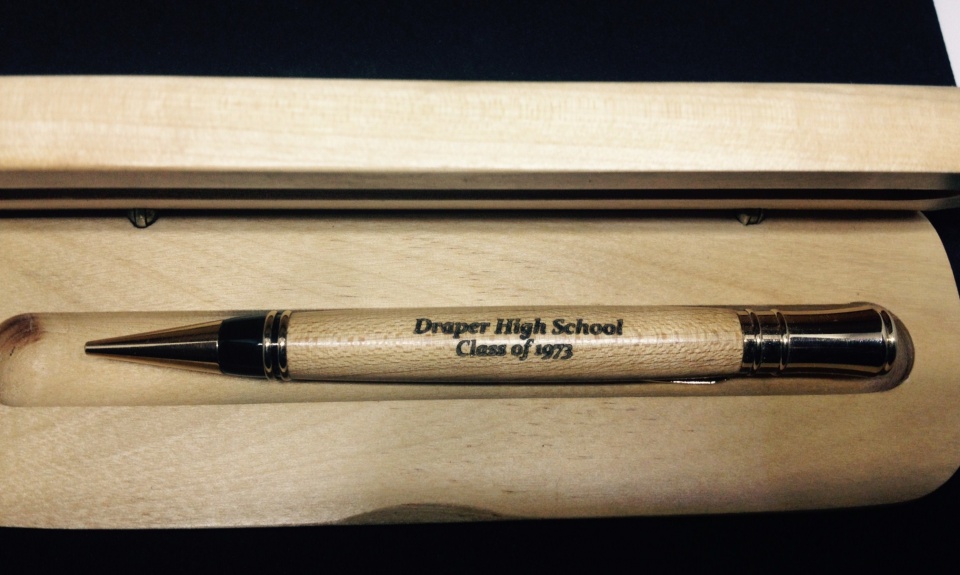 Draper High School
Class of 1973